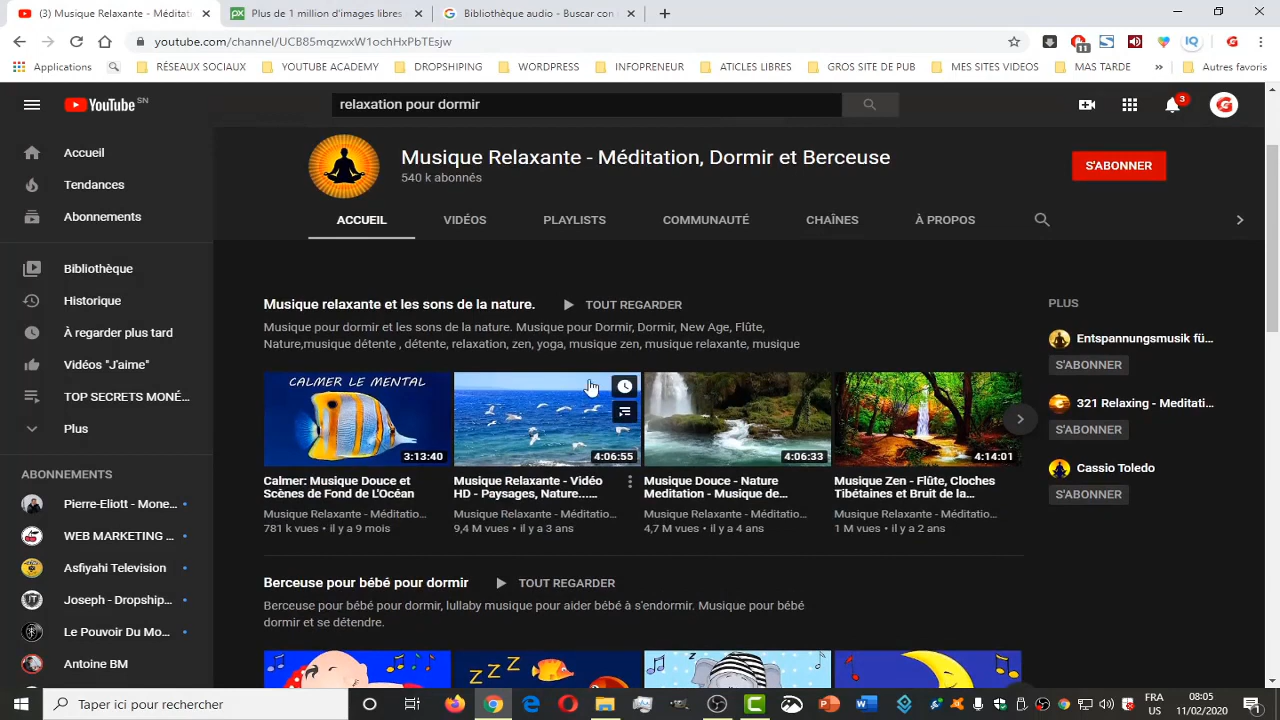 (3) Musique Relaxante - Méditati
Plus de 1 million d'images libres
Bibliothèque audio - Buscar con
youtube.com/channel/UCB85mqzwxW1ochHxPbTEsjw
11
IQ
Applications
RÉSEAUX SOCIAUX
YOUTUBE ACADEMY
DROPSHIPING
WORDPRESS
INFOPRENEUR
ATICLES LIBRES
GROS SITE DE PUB
MES SITES VIDEOS
MAS TARDE
»
Autres favoris
YouTube SN
relaxation pour dormir
3
Accueil
Tendances
Abonnements
Bibliothèque
Historique
À regarder plus tard
Vidéos "J'aime"
TOP SECRETS MONÉ...
Plus
ABONNEMENTS
Pierre-Eliott - Mone...
WEB MARKETING ...
Asfiyahi Television
Joseph - Dropship...
Le Pouvoir Du Mo...
Antoine BM
Musique Relaxante - Méditation, Dormir et Berceuse
540 k abonnés
S'ABONNER
ACCUEIL
VIDÉOS
PLAYLISTS
COMMUNAUTÉ
CHAÎNES
À PROPOS
Musique relaxante et les sons de la nature.
TOUT REGARDER
Musique pour dormir et les sons de la nature. Musique pour Dormir, Dormir, New Age, Flûte,
Nature,musique détente , détente, relaxation, zen, yoga, musique zen, musique relaxante, musique
CALMER LE MENTAL
3:13:40
4:06:55
4:06:33
4:14:01
Calmer: Musique Douce et
Scènes de Fond de L'Océan
Musique Relaxante - Méditatio...
781 k vues • il y a 9 mois
Musique Relaxante - Vidéo
HD - Paysages, Nature......
Musique Relaxante - Méditatio...
9,4 M vues • il y a 3 ans
Musique Douce - Nature
Meditation - Musique de...
Musique Relaxante - Méditatio...
4,7 M vues • il y a 4 ans
Musique Zen - Flûte, Cloches
Tibétaines et Bruit de la...
Musique Relaxante - Méditatio...
1 M vues • il y a 2 ans
Berceuse pour bébé pour dormir
TOUT REGARDER
Berceuse pour bébé pour dormir, lullaby musique pour aider bébé à s'endormir. Musique pour bébé
dormir et se détendre.
Z Z Z
PLUS
Entspannungsmusik fü...
S'ABONNER
321 Relaxing - Meditati...
S'ABONNER
Cassio Toledo
S'ABONNER
Taper ici pour rechercher
FRA
US
08:05
11/02/2020
1